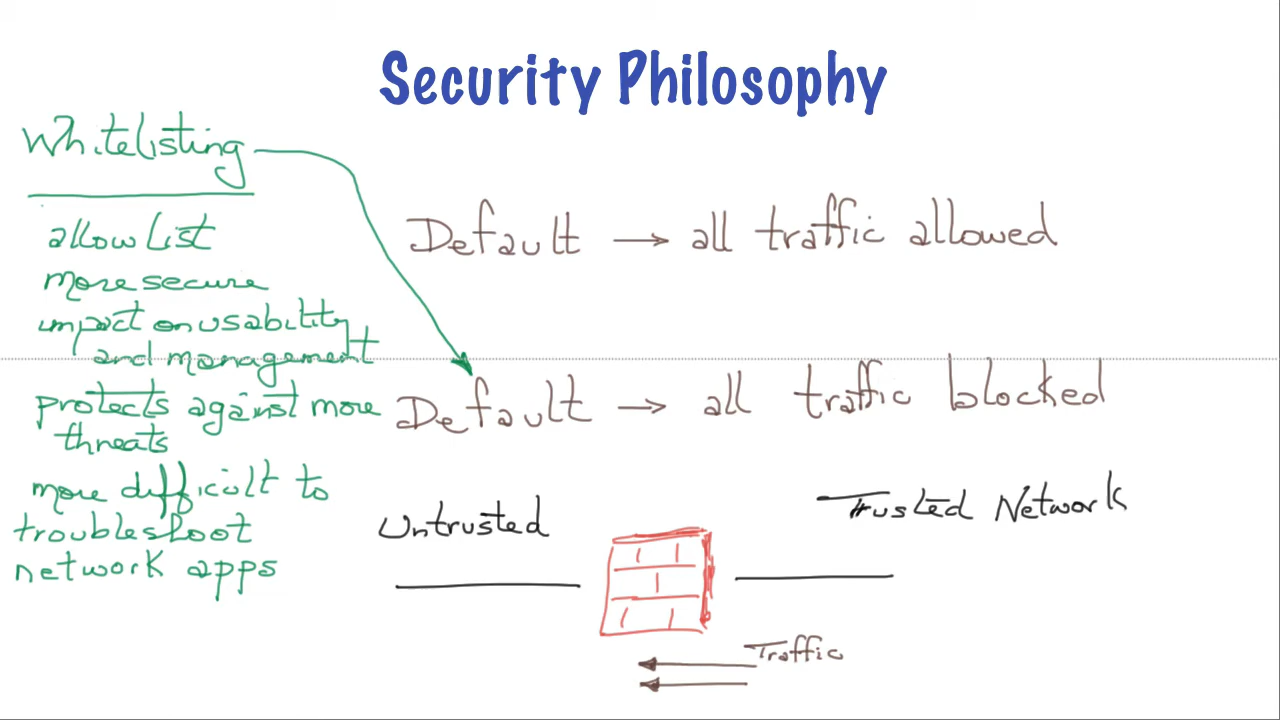 Security Philosophy
Whitelisting
allow list
more secure
impact on usability
and management
protects against more
threats
more difficult to
troubleshoot
network apps
Default → all traffic allowed
Default → all traffic blocked
Untrusted
Trusted Network
Traffic